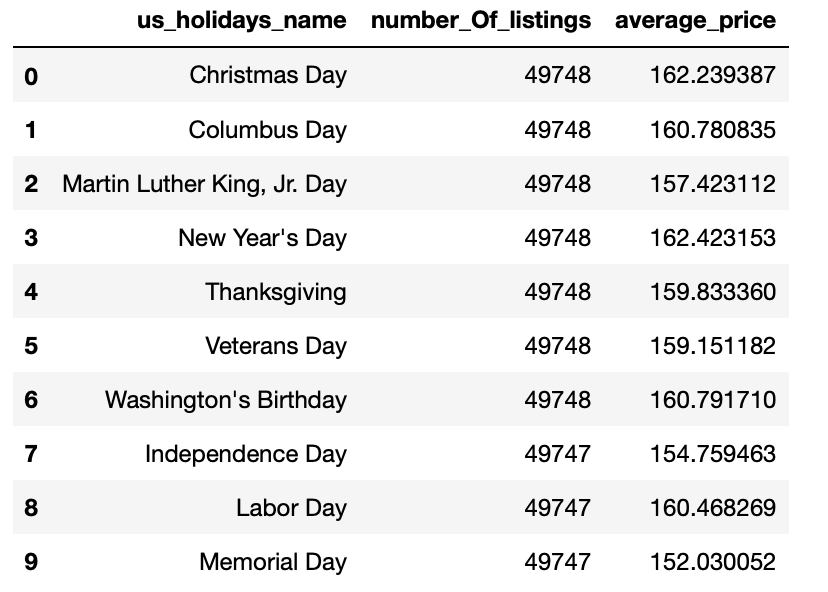 us_holidays_name number_Of_listings average_price
0 Christmas Day 49748 162.239387
1 Columbus Day 49748 160.780835
2 Martin Luther King, Jr. Day 49748 157.423112
3 New Year's Day 49748 162.423153
4 Thanksgiving 49748 159.833360
5 Veterans Day 49748 159.151182
6 Washington's Birthday 49748 160.791710
7 Independence Day 49747 154.759463
8 Labor Day 49747 160.468269
9 Memorial Day 49747 152.030052